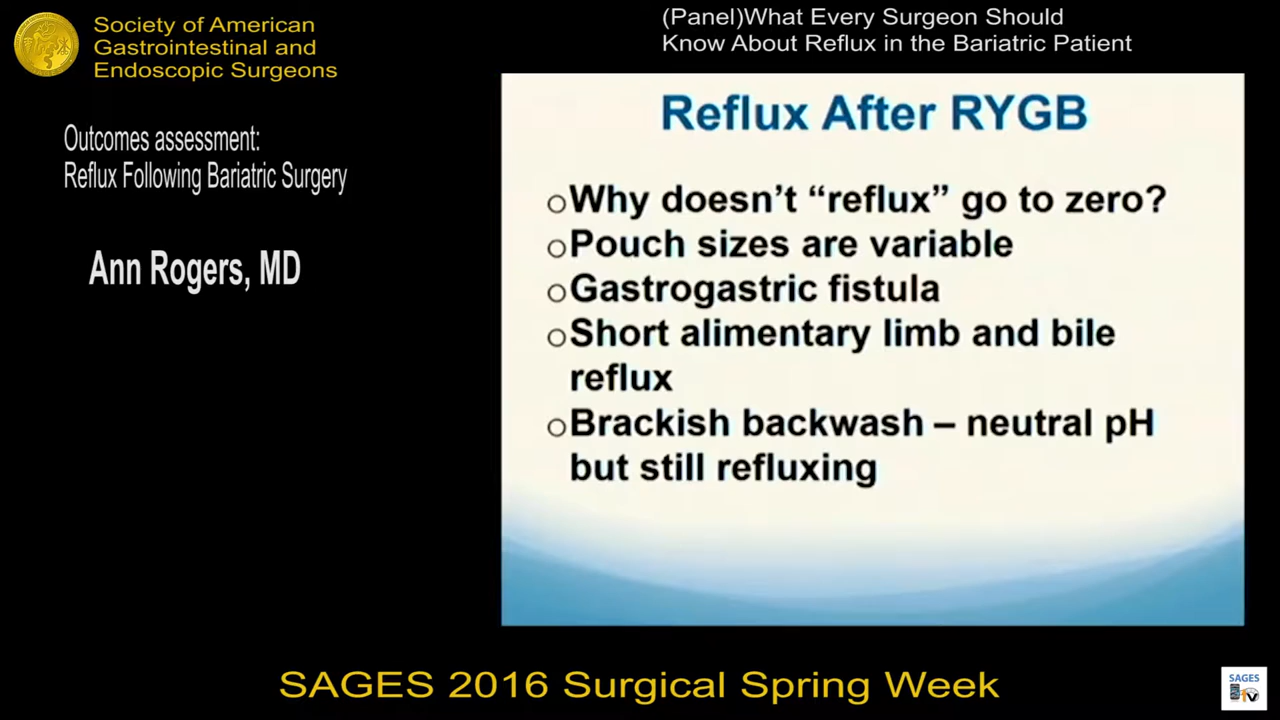 Society of American
Gastrointestinal and
Endoscopic Surgeons
(Panel)What Every Surgeon Should
Know About Reflux in the Bariatric Patient
Outcomes assessment:
Reflux Following Bariatric Surgery
Ann Rogers, MD
Reflux After RYGB
Why doesn't “reflux” go to zero?
Pouch sizes are variable
Gastrogastric fistula
Short alimentary limb and bile
reflux
Brackish backwash – neutral pH
but still refluxing
SAGES 2016 Surgical Spring Week
SAGES
TV